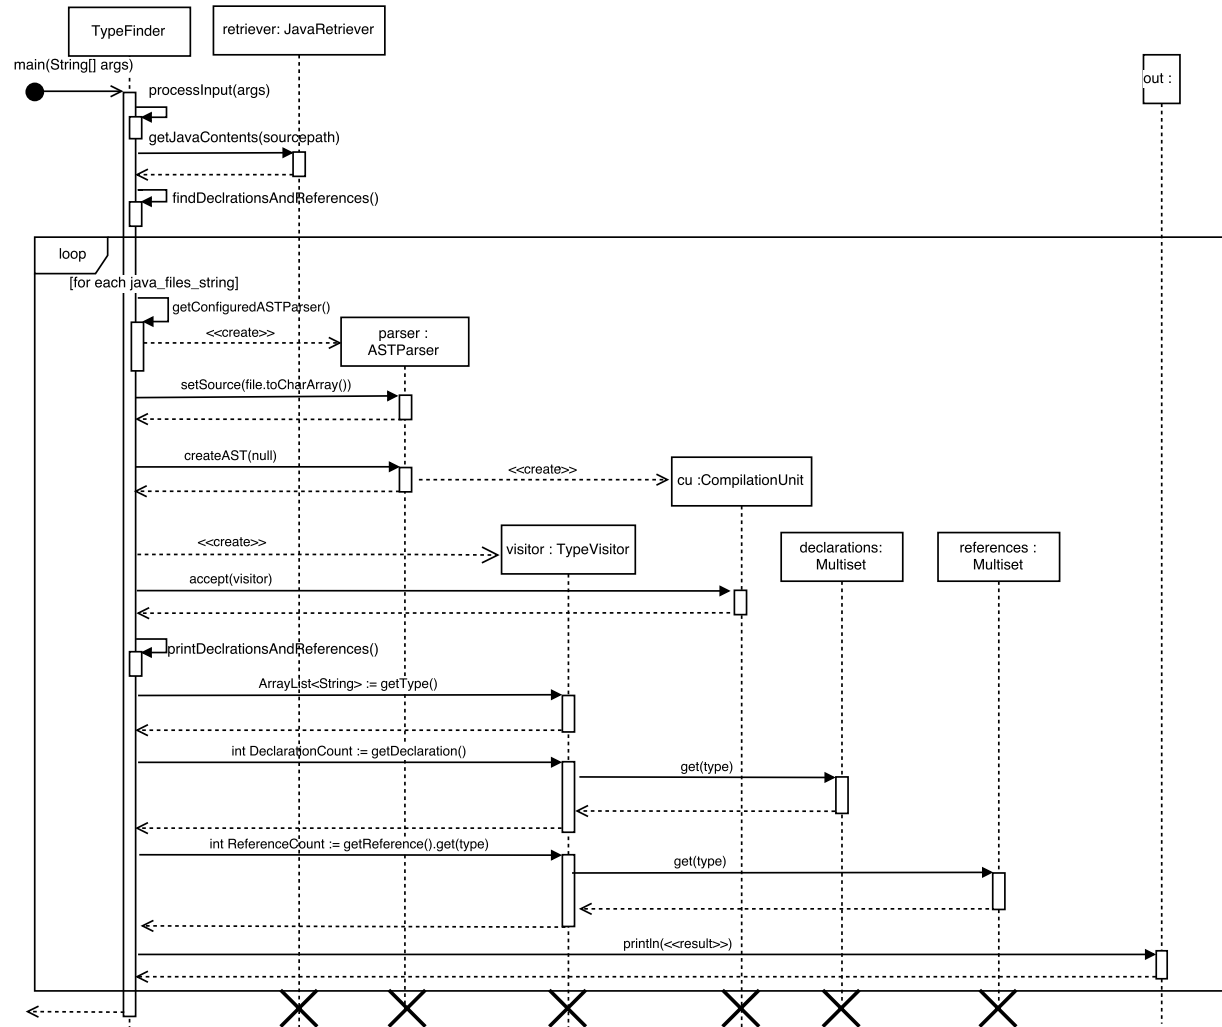 TypeFinder
retriever: JavaRetriever
main(String[] args)
out :
processInput(args)
getJavaContents(sourcepath)
findDeclrationsAndReferences()
loop
[for each java_files_string]
getConfiguredASTParser()
<<create>>
parser :
ASTParser
setSource(file.toCharArray())
createAST(null)
<<create>>
cu :CompilationUnit
<<create>>
visitor : TypeVisitor
declarations:
Multiset
references :
Multiset
accept(visitor)
printDeclrationsAndReferences()
ArrayList<String> := getType()
int DeclarationCount := getDeclaration()
get(type)
int ReferenceCount := getReference().get(type)
get(type)
println(<<result>>)